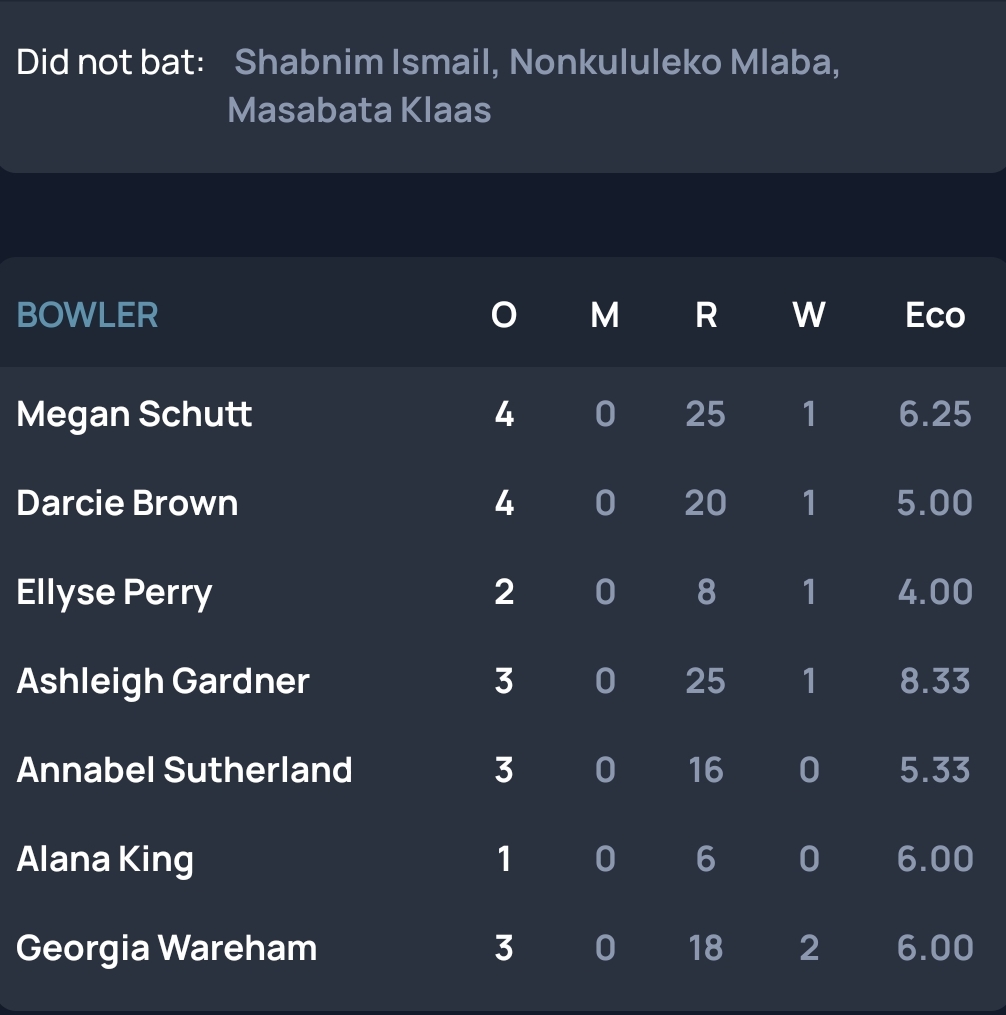 Did not bat: Shabnim Ismail, Nonkululeko Mlaba,
Masabata Klaas
BOWLER O M R W Eco
Megan Schutt 4 0 25 1 6.25
Darcie Brown 4 0 20 1 5.00
Ellyse Perry 2 0 8 1 4.00
Ashleigh Gardner 3 0 25 1 8.33
Annabel Sutherland 3 0 16 0 5.33
Alana King 1 0 6 0 6.00
Georgia Wareham 3 0 18 2 6.00